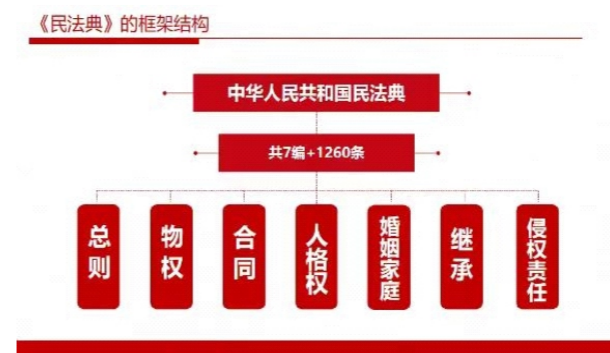 《民法典》的框架结构
中华人民共和国民法典
共7编+1260条
总则
物权
合同
人格权
婚姻家庭
继承
侵权责任